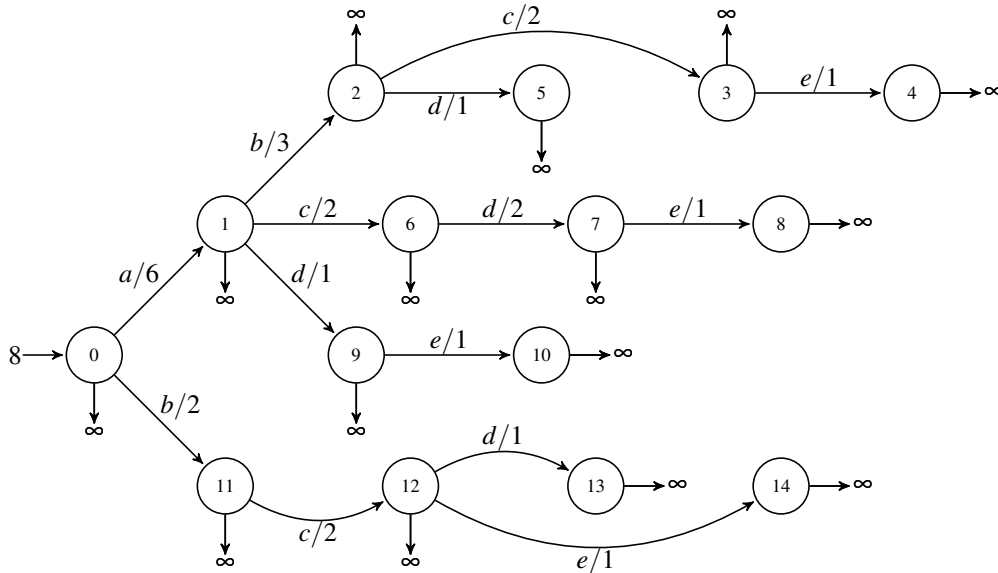 ∞ ∞
c/2
2 5 3 4 ∞
d/1 e/1
b/3 ∞
1 c/2 6 d/2 7 e/1 8 ∞
a/6 d/1
∞ ∞ ∞
8 0 9 e/1 10 ∞
b/2
∞ ∞
d/1
11 12 13 ∞ 14 ∞
c/2
∞ ∞ e/1